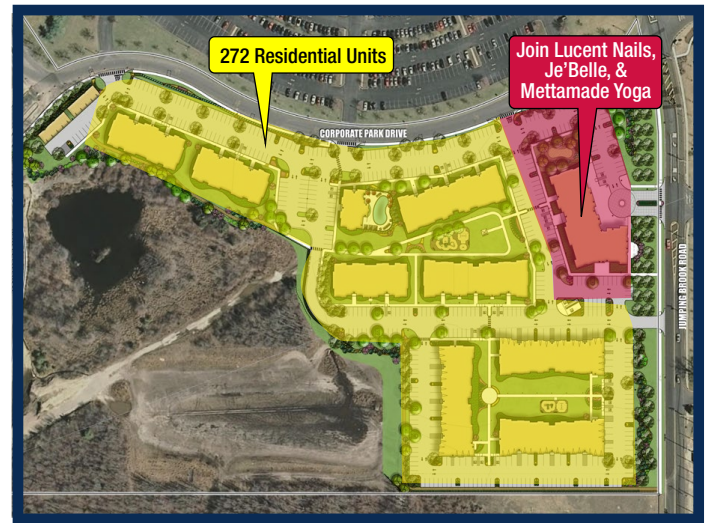 272 Residential Units
Join Lucent Nails,
Je'Belle, &
Mettamade Yoga
CORPORATE PARK DRIVE
JUMPING BROOK ROAD